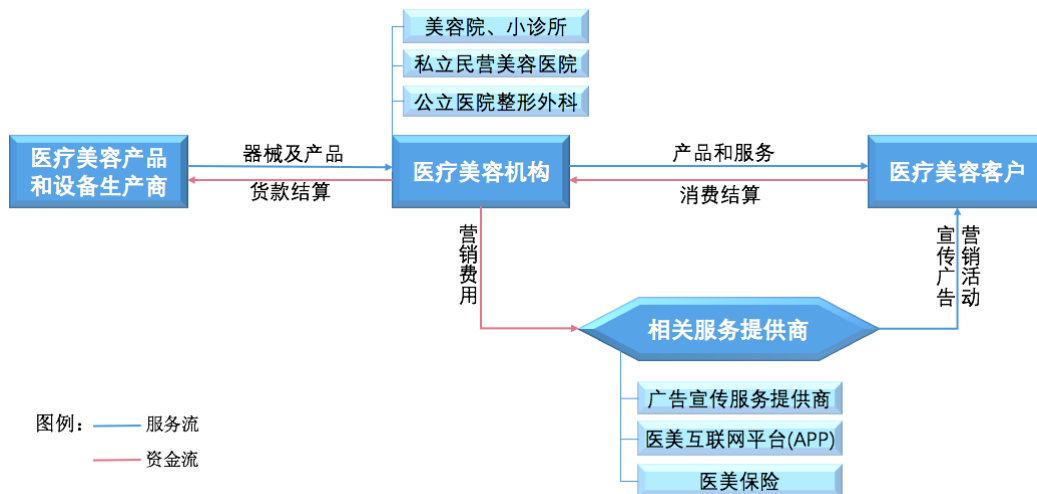 美容院、小诊所
私立民营美容医院
公立医院整形外科
医疗美容产品
和设备生产商
器械及产品
货款结算
医疗美容机构
产品和服务
消费结算
医疗美容客户
营销费用
宣传广告
营销活动
相关服务提供商
广告宣传服务提供商
医美互联网平台(APP)
医美保险
图例：
服务流
资金流